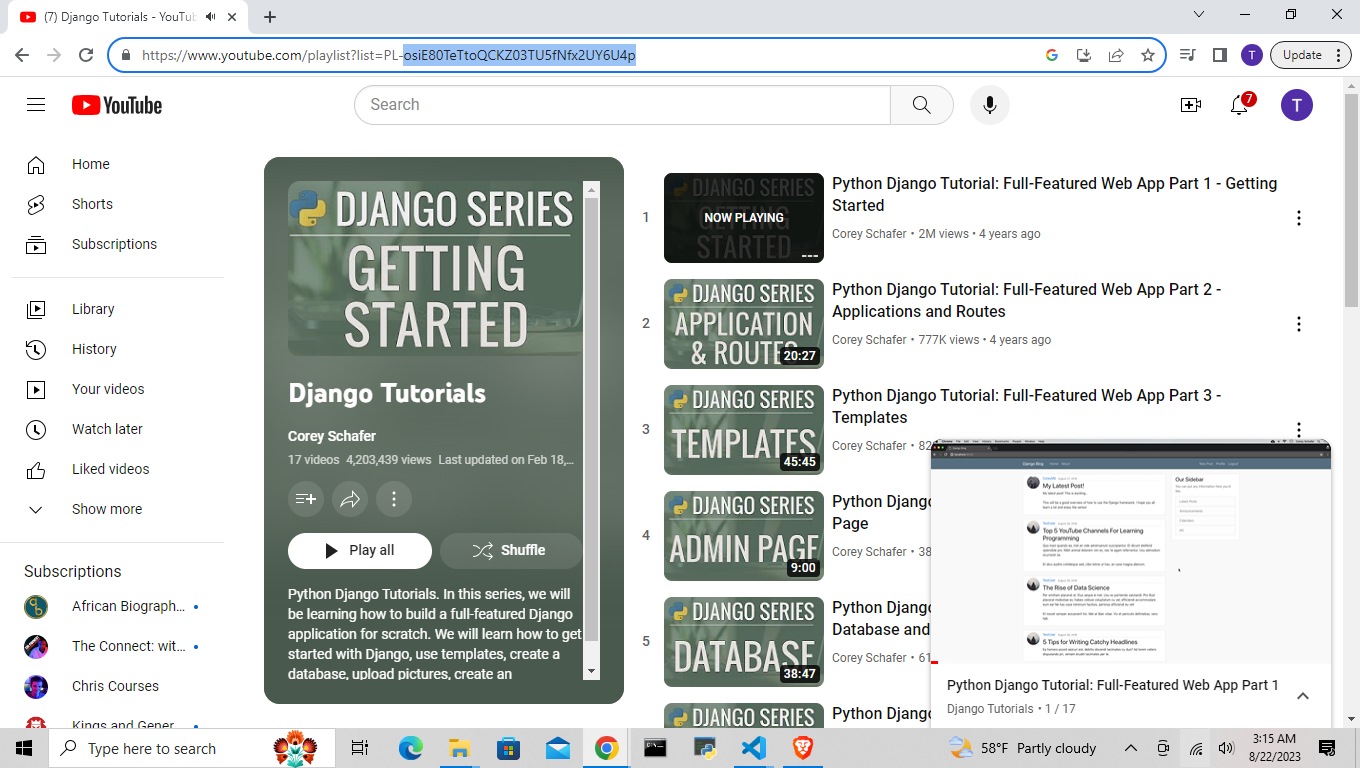 (7) Django Tutorials - YouTub
https://www.youtube.com/playlist?list=PL-osiE80TeTtoQCKZ03TU5fNfx2UY6U4p
T
Update
YouTube
Search
7
T
Home
Shorts
Subscriptions
Library
History
Your videos
Watch later
Liked videos
Show more
Subscriptions
African Biograph...
The Connect: wit...
Chris Courses
Kings and Gener
DJANGO SERIES
GETTING
STARTED
Django Tutorials
Corey Schafer
17 videos 4,203,439 views Last updated on Feb 18,...
Play all
Shuffle
Python Django Tutorials. In this series, we will
be learning how to build a full-featured Django
application for scratch. We will learn how to get
started with Django, use templates, create a
database, upload pictures, create an
1
DJANGO SERIES
NOW PLAYING
GETTING
STARTED
Python Django Tutorial: Full-Featured Web App Part 1 - Getting
Started
Corey Schafer • 2M views • 4 years ago
2
DJANGO SERIES
APPLICATION
& ROUTES
20:27
Python Django Tutorial: Full-Featured Web App Part 2 -
Applications and Routes
Corey Schafer • 777K views • 4 years ago
3
DJANGO SERIES
TEMPLATES
45:45
Python Django Tutorial: Full-Featured Web App Part 3 -
Templates
Corey Schafer • 82
4
DJANGO SERIES
ADMIN PAGE
9:00
Python Djang
Page
Corey Schafer • 38
5
DJANGO SERIES
DATABASE
38:47
Python Djang
Database and
Corey Schafer • 61
DJANGO SERIES
Python Djang
Django Blog
My Latest Post!
Top 5 YouTube Channels For Learning
Programming
The Rise of Data Science
5 Tips for Writing Catchy Headlines
Our Sidebar
Python Django Tutorial: Full-Featured Web App Part 1
Django Tutorials • 1 / 17
Type here to search
58°F Partly cloudy
3:15 AM
8/22/2023